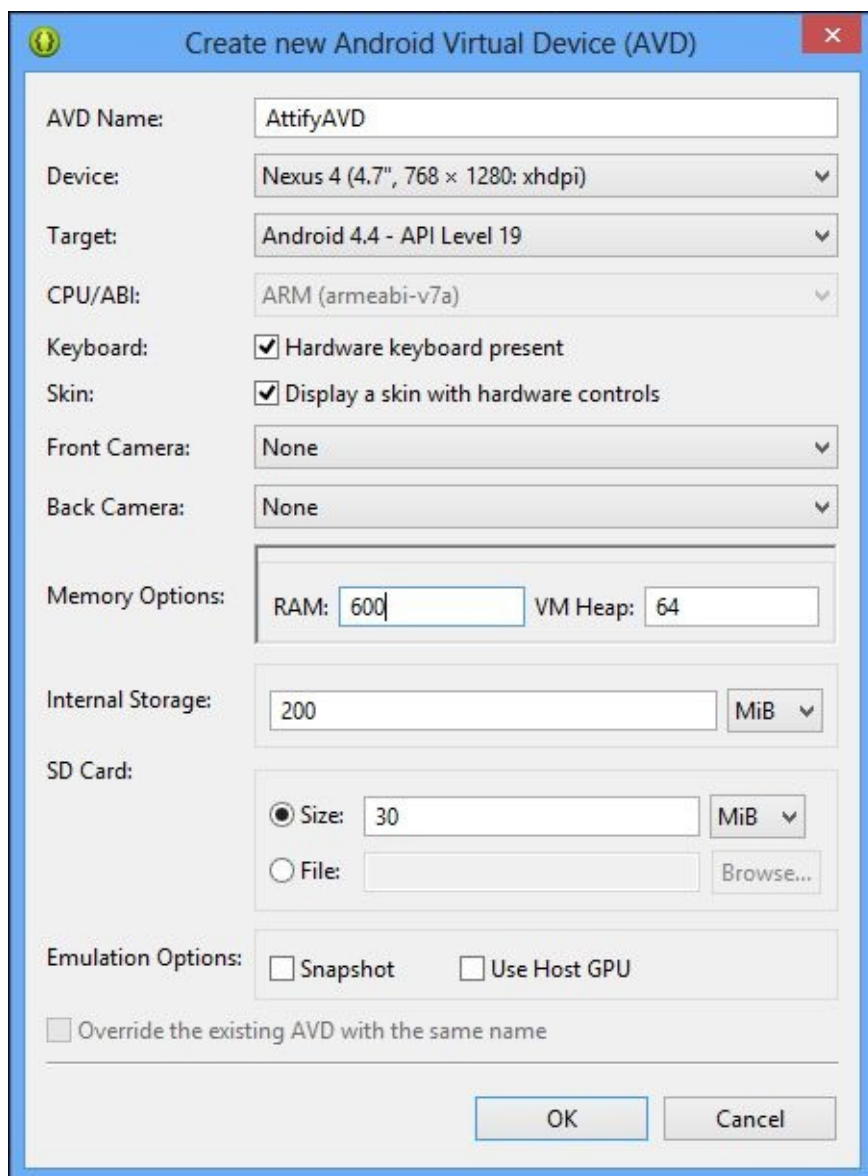 Create new Android Virtual Device (AVD)
AVD Name: AttifyAVD
Device: Nexus 4 (4.7", 768 × 1280: xhdpi)
Target: Android 4.4 - API Level 19
CPU/ABI: ARM (armeabi-v7a)
Keyboard: Hardware keyboard present
Skin: Display a skin with hardware controls
Front Camera: None
Back Camera: None
Memory Options: RAM: 600 VM Heap: 64
Internal Storage: 200 MiB
SD Card:
Size: 30 MiB
File: Browse...
Emulation Options: Snapshot Use Host GPU
Override the existing AVD with the same name
OK Cancel